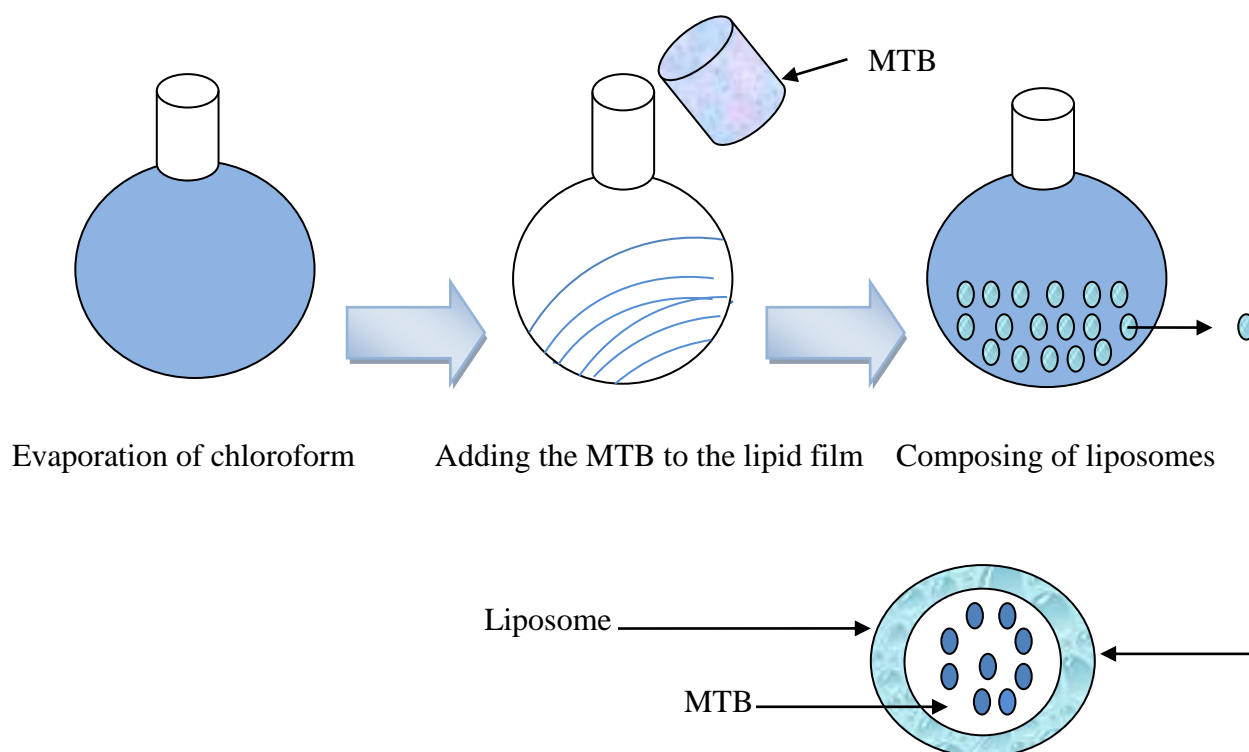 MTB
Evaporation of chloroform
Adding the MTB to the lipid film
Composing of liposomes
Liposome
MTB